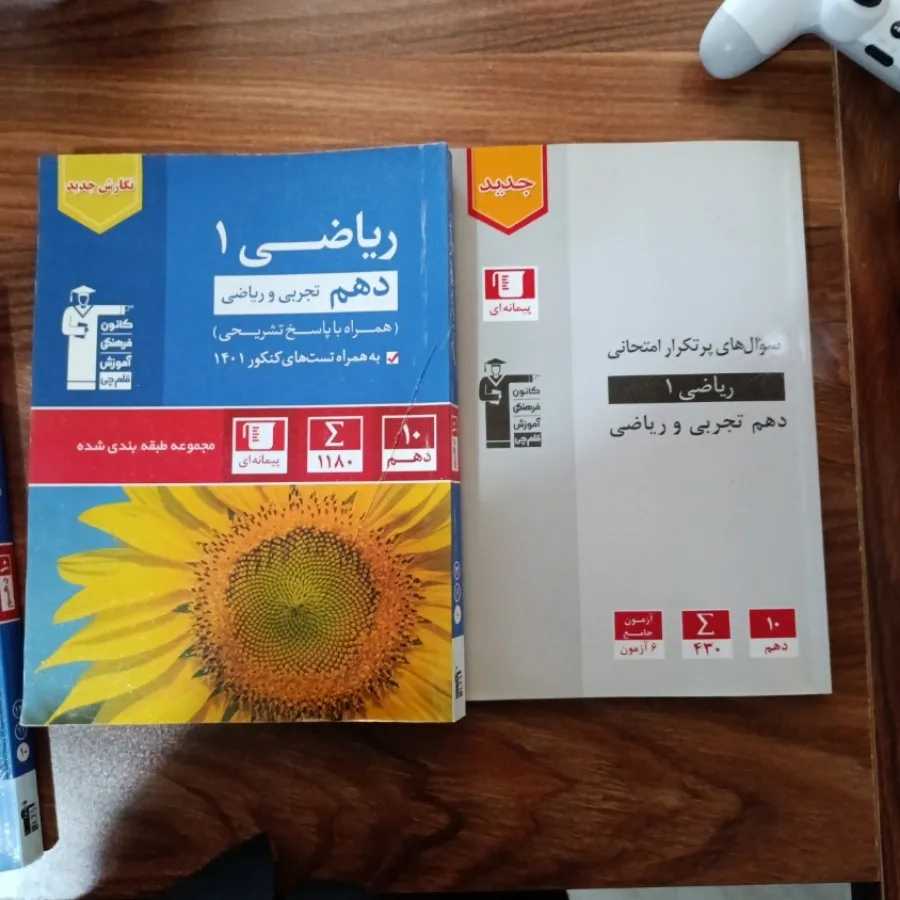 نگارش جدید
ریاضی ۱
دهم تجربی و ریاضی
(همراه با پاسخ تشریحی)
به همراه تست‌های کنکور ۱۴۰۱
کانون
فرهنگی
آموزش
قلم‌چی
۱۰
دهم
Σ
۱۱۸۰
پیمانه‌ای
مجموعه طبقه بندی شده
جدید
پیمانه‌ای
سوال‌های پرتکرار امتحانی
ریاضی ۱
دهم تجربی و ریاضی
کانون
فرهنگی
آموزش
قلم‌چی
۱۰
دهم
Σ
۴۳۰
آزمون
جامع
۶ آزمون
۱۰
دهم